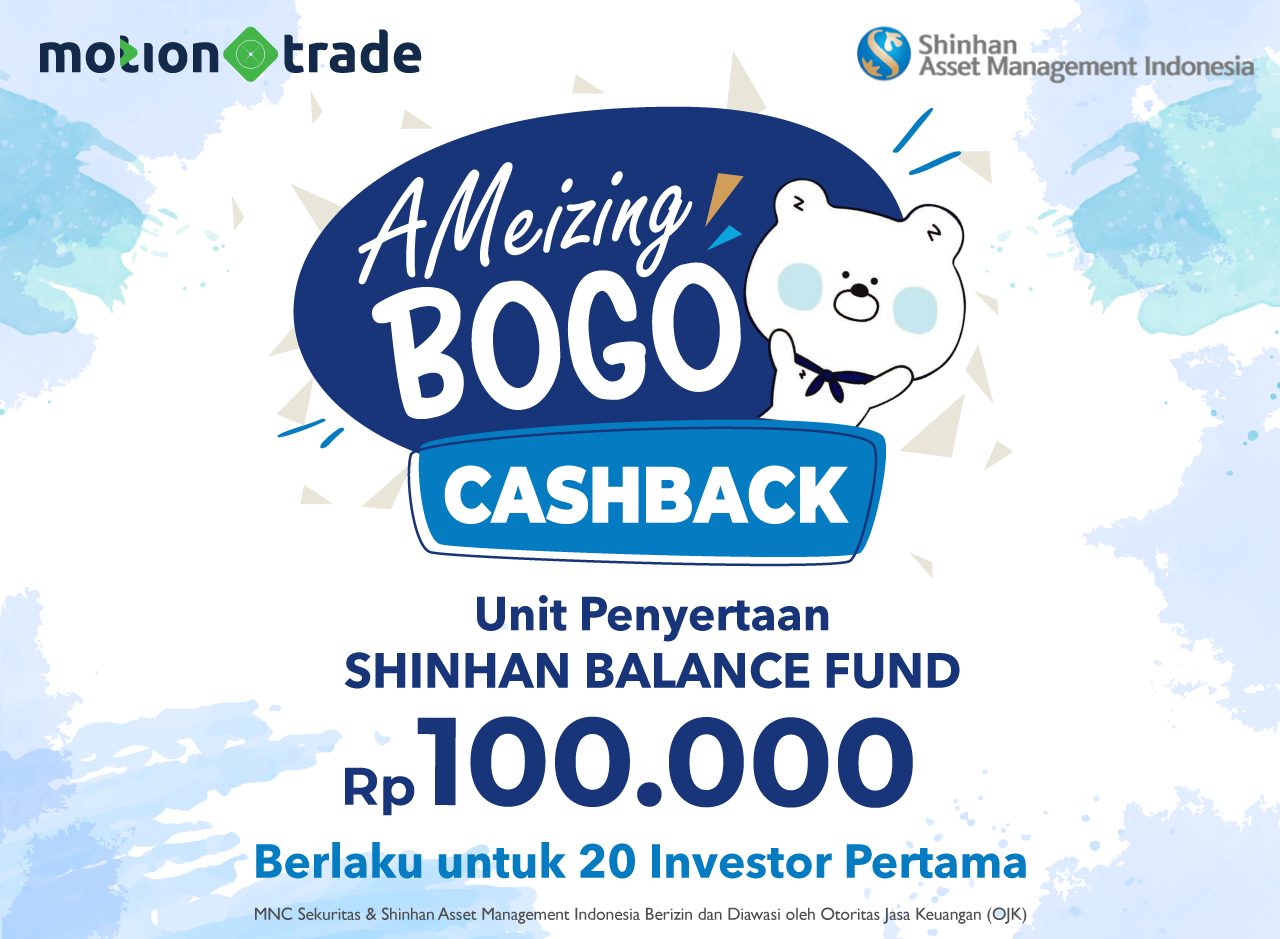 motion trade
Shinhan
Asset Management Indonesia
AMeizing
BOGO
CASHBACK
Unit Penyertaan
SHINHAN BALANCE FUND
Rp100.000
Berlaku untuk 20 Investor Pertama
MNC Sekuritas & Shinhan Asset Management Indonesia Berizin dan Diawasi oleh Otoritas Jasa Keuangan (OJK)